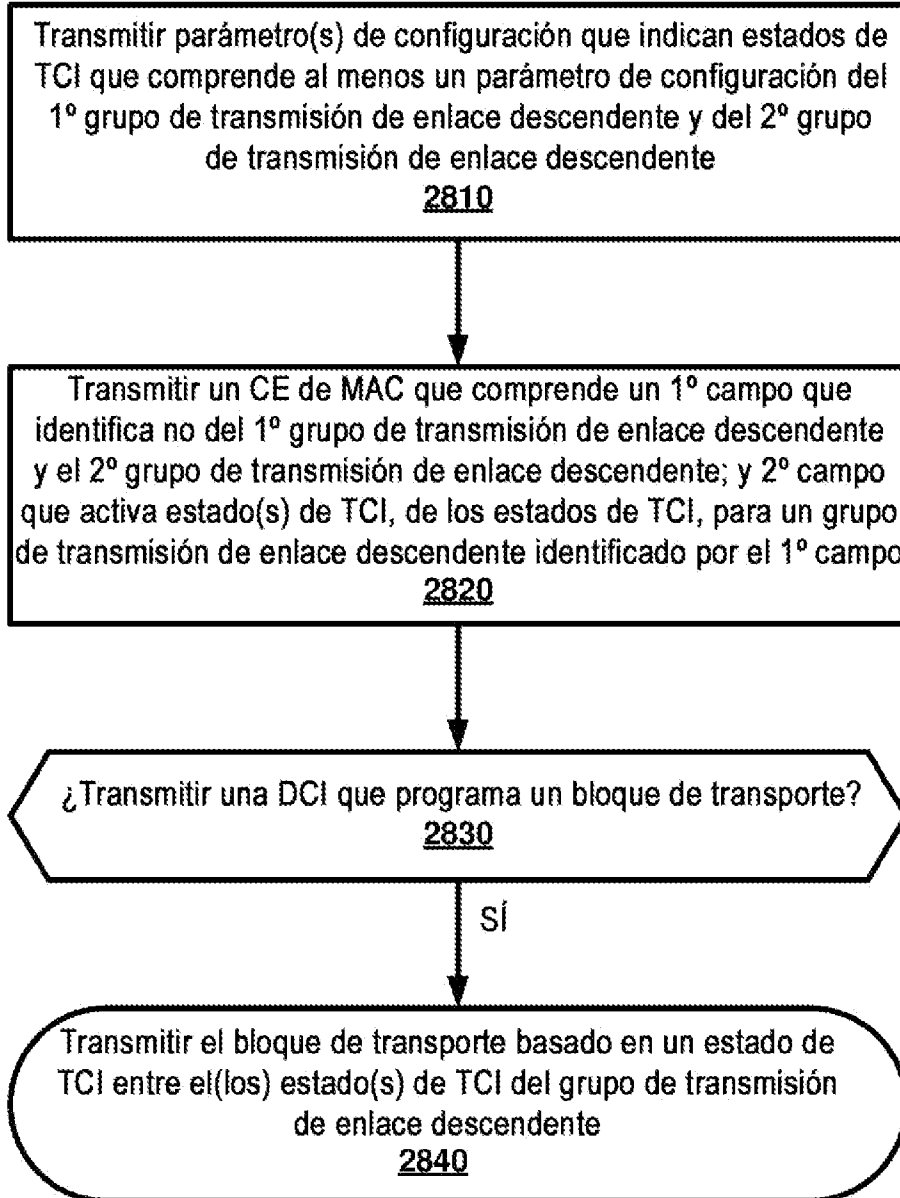 Transmitir parámetro(s) de configuración que indican estados de
TCI que comprende al menos un parámetro de configuración del
1º grupo de transmisión de enlace descendente y del 2º grupo
de transmisión de enlace descendente
2810
Transmitir un CE de MAC que comprende un 1º campo que
identifica no del 1º grupo de transmisión de enlace descendente
y el 2º grupo de transmisión de enlace descendente; y 2º campo
que activa estado(s) de TCI, de los estados de TCI, para un grupo
de transmisión de enlace descendente identificado por el 1º campo
2820
¿Transmitir una DCI que programa un bloque de transporte?
2830
SÍ
Transmitir el bloque de transporte basado en un estado de
TCI entre el(los) estado(s) de TCI del grupo de transmisión
de enlace descendente
2840